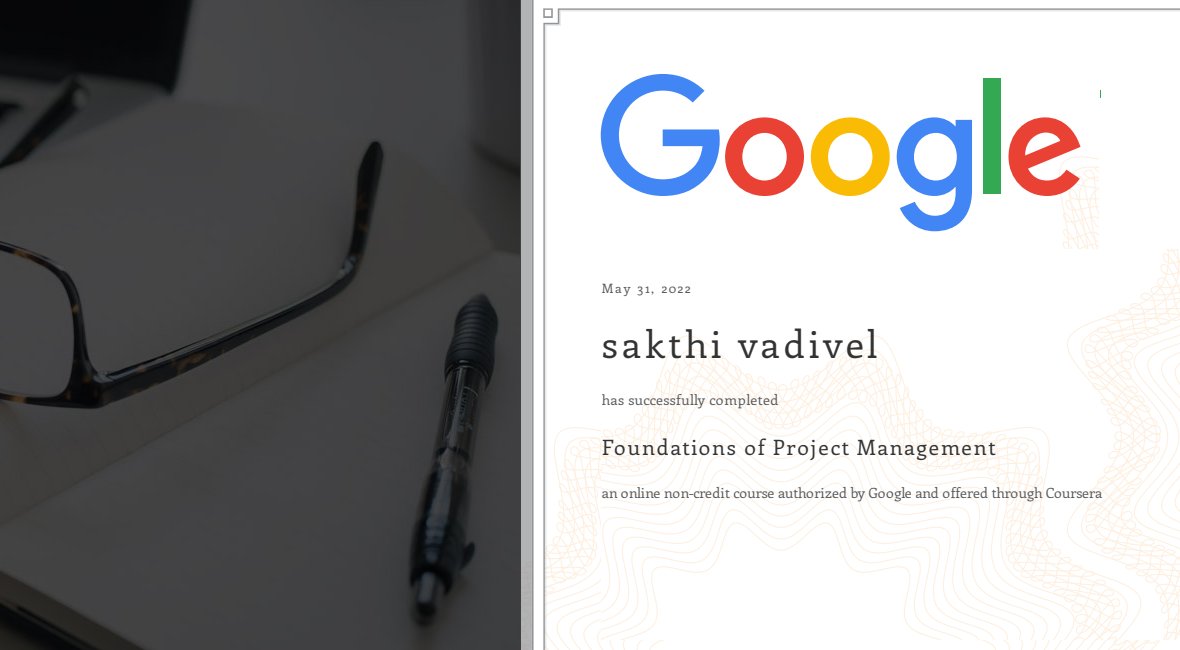 Google
May 31, 2022
sakthi vadivel
has successfully completed
Foundations of Project Management
an online non-credit course authorized by Google and offered through Coursera